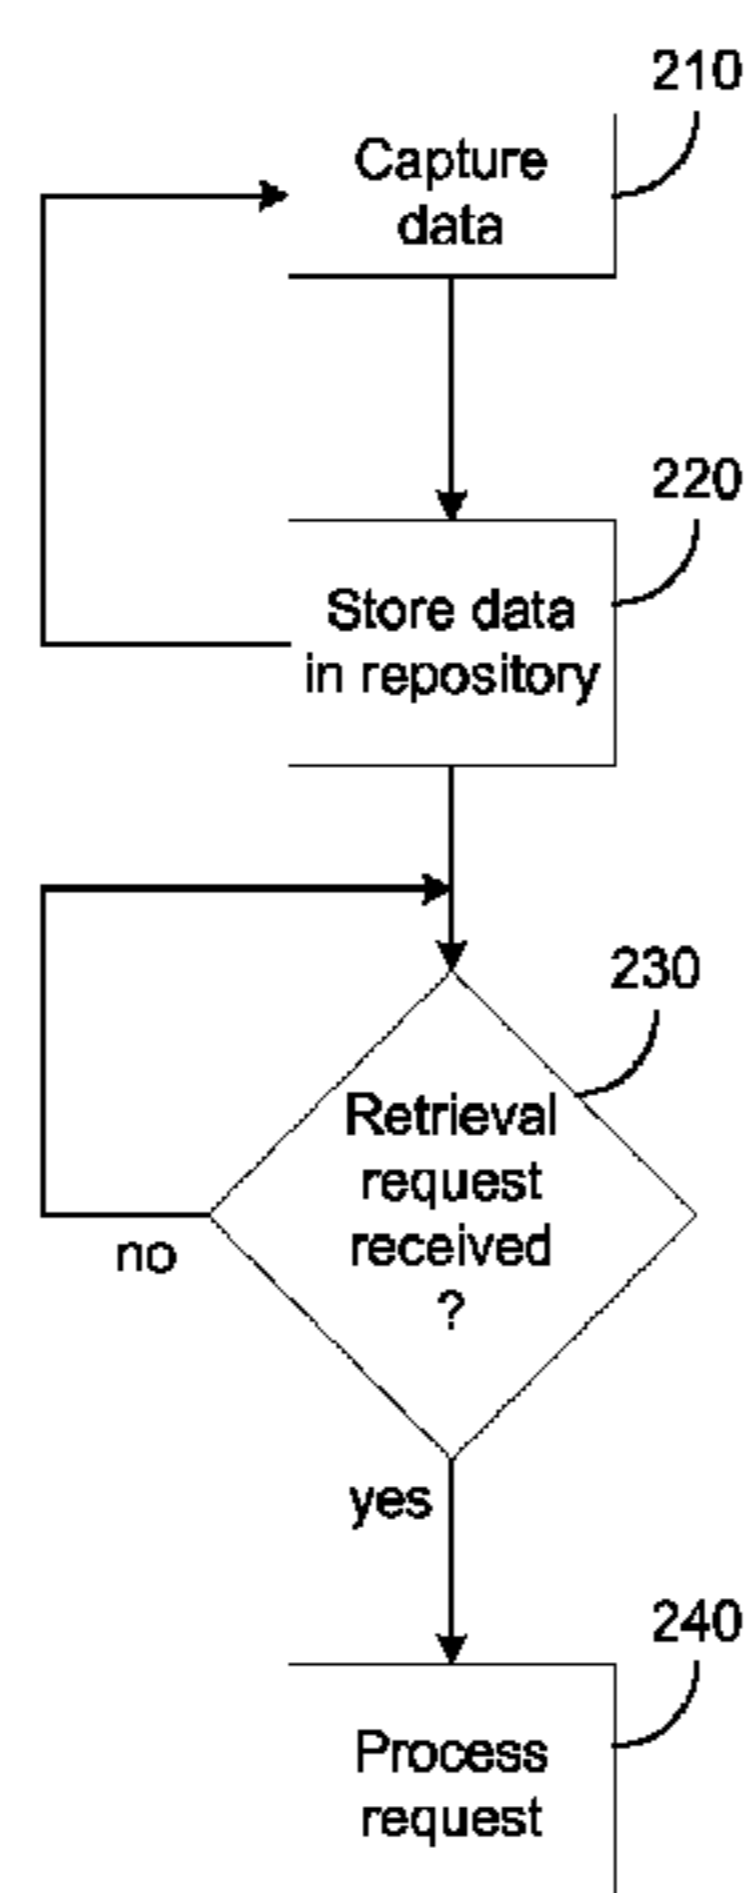 210
Capture
data
220
Store data
in repository
230
Retrieval
request
received
?
no
yes
240
Process
request